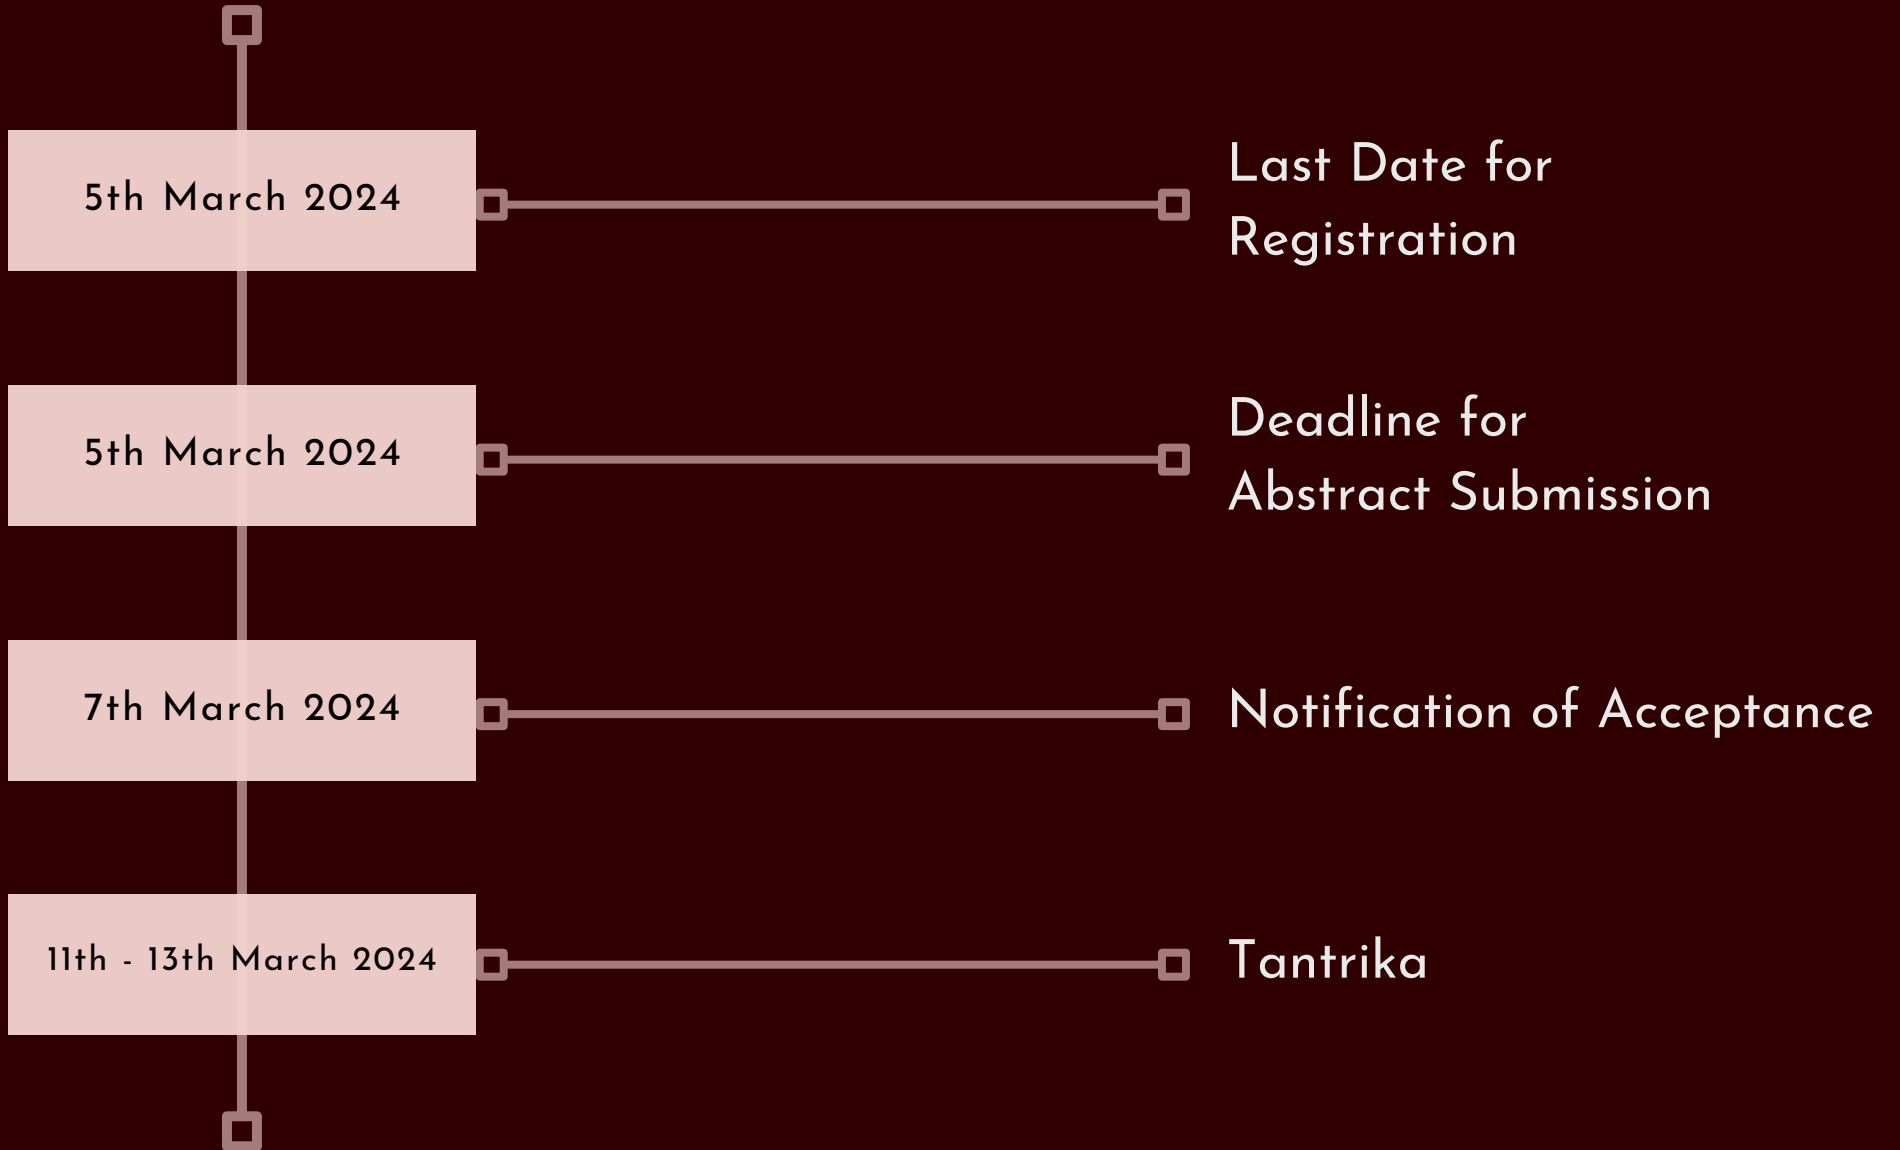 5th March 2024
Last Date for
Registration
5th March 2024
Deadline for
Abstract Submission
7th March 2024
Notification of Acceptance
11th - 13th March 2024
Tantrika